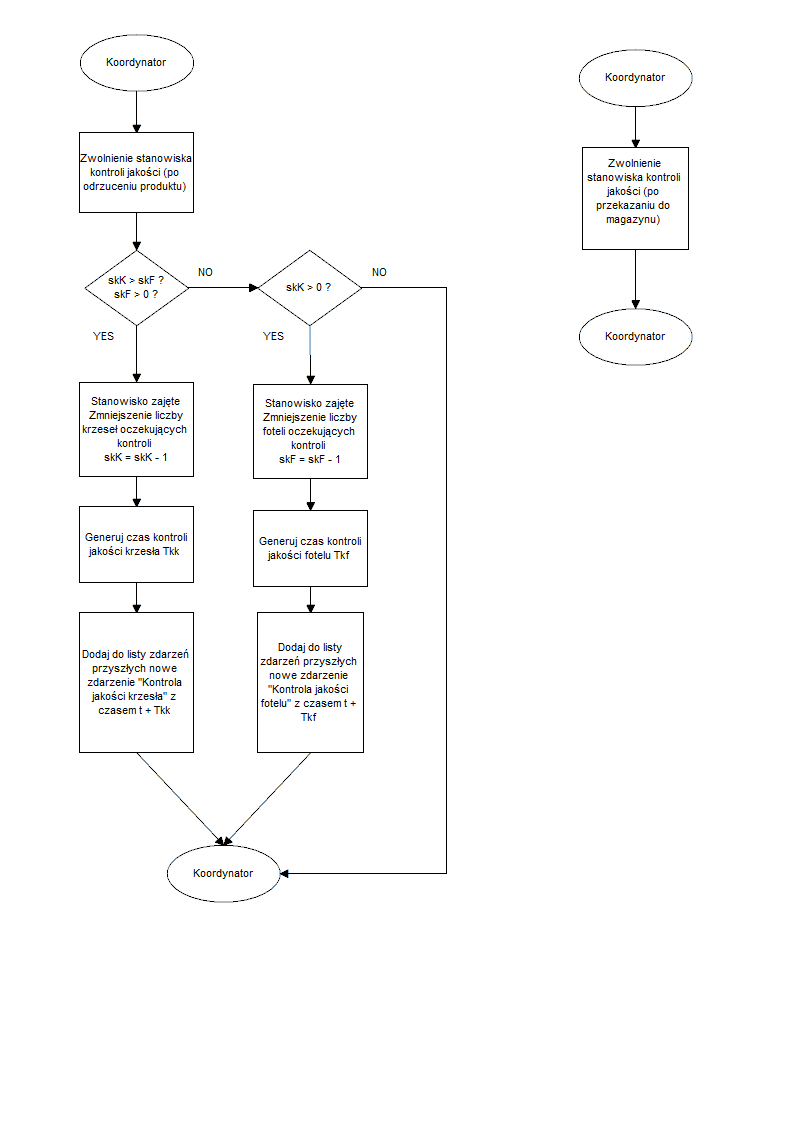 Koordynator
Zwolnienie stanowiska
kontroli jakości (po
odrzuceniu produktu)
skK > skF ?
skF > 0 ?
NO
YES
skK > 0 ?
NO
YES
Stanowisko zajęte
Zmniejszenie liczby
krzeseł oczekujących
kontroli
skK = skK - 1
Stanowisko zajęte
Zmniejszenie liczby
foteli oczekujących
kontroli
skF = skF - 1
Generuj czas kontroli
jakości krzesła Tkk
Generuj czas kontroli
jakości fotelu Tkf
Dodaj do listy zdarzeń
przyszłych nowe
zdarzenie "Kontrola
jakości krzesła" z
czasem t + Tkk
Dodaj do listy
zdarzeń przyszłych
nowe zdarzenie
"Kontrola jakości
fotelu" z czasem t +
Tkf
Koordynator
Koordynator
Zwolnienie
stanowiska kontroli
jakości (po
przekazaniu do
magazynu)
Koordynator